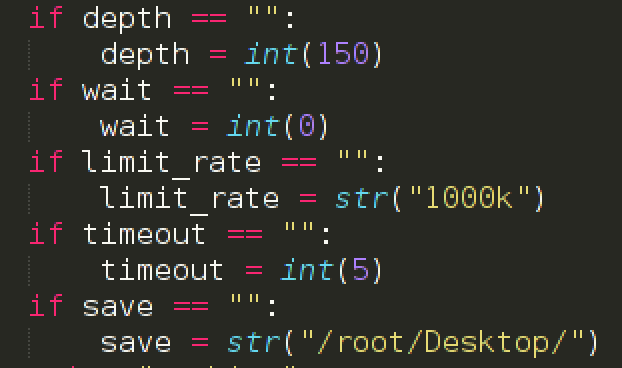 if depth == "":
    depth = int(150)
if wait == "":
    wait = int(0)
if limit_rate == "":
    limit_rate = str("1000k")
if timeout == "":
    timeout = int(5)
if save == "":
    save = str("/root/Desktop/")